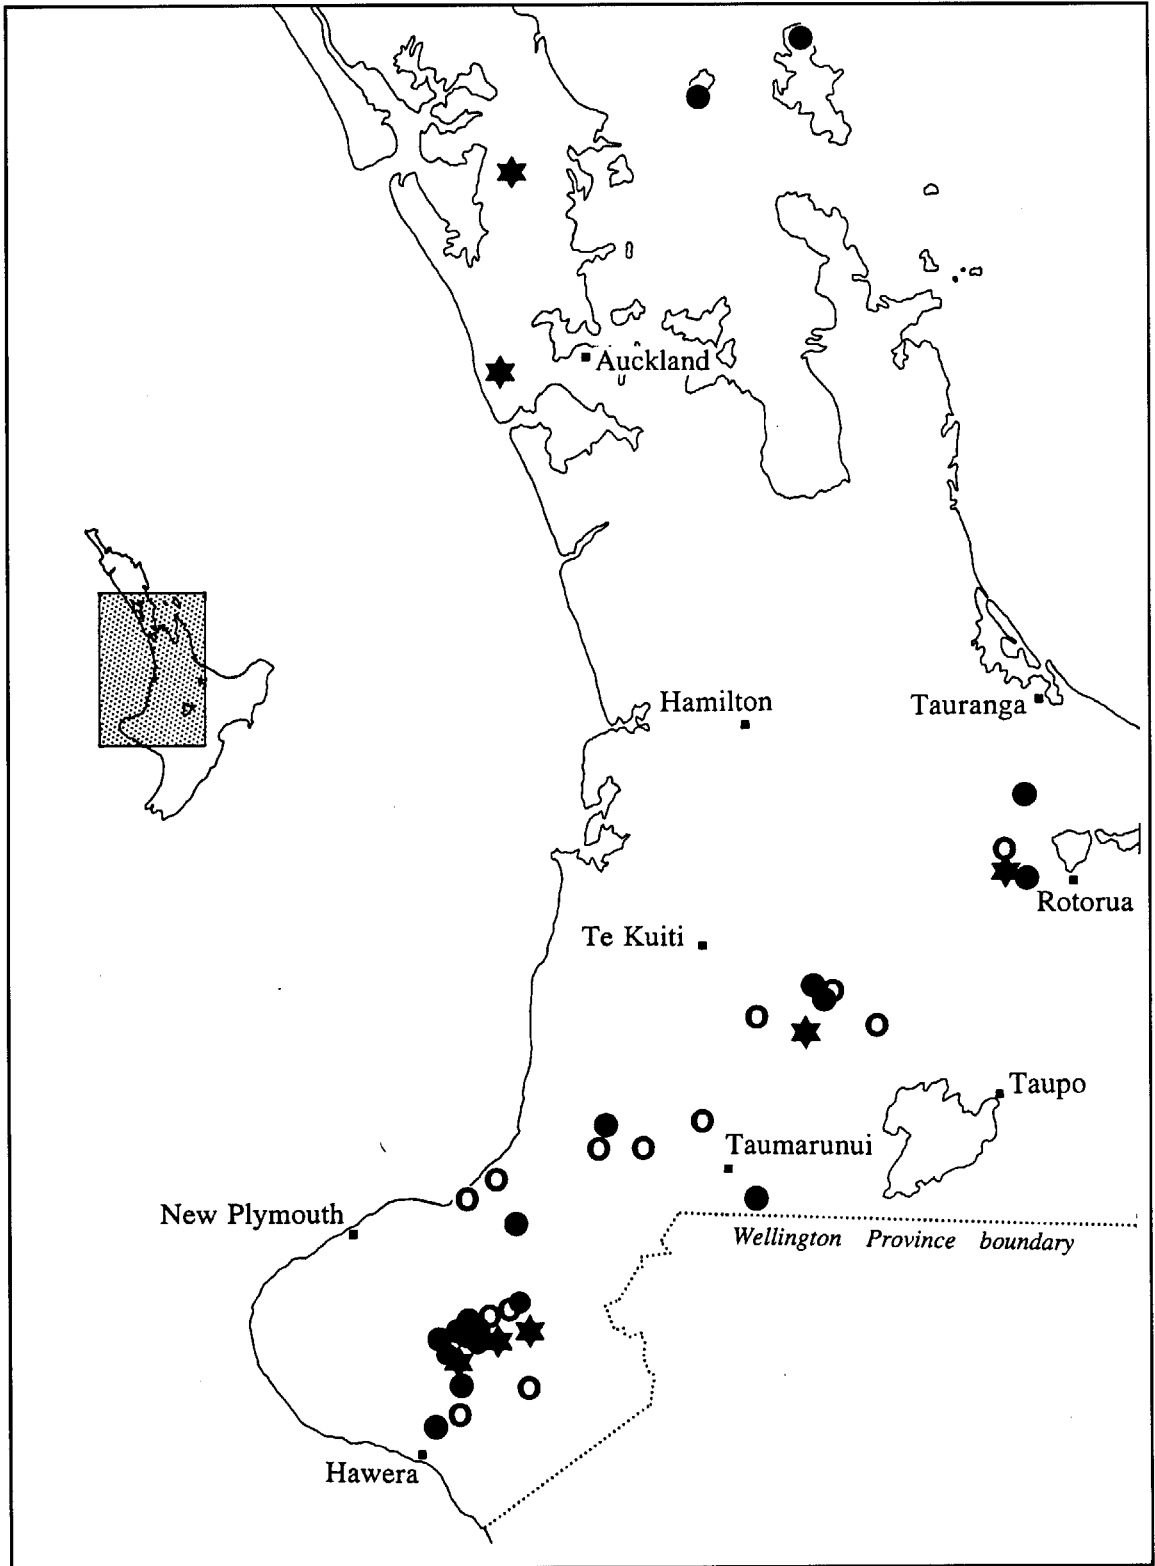 Auckland
Hamilton
Tauranga
Rotorua
Te Kuiti
Taupo
Taumarunui
New Plymouth
Wellington Province boundary
Hawera